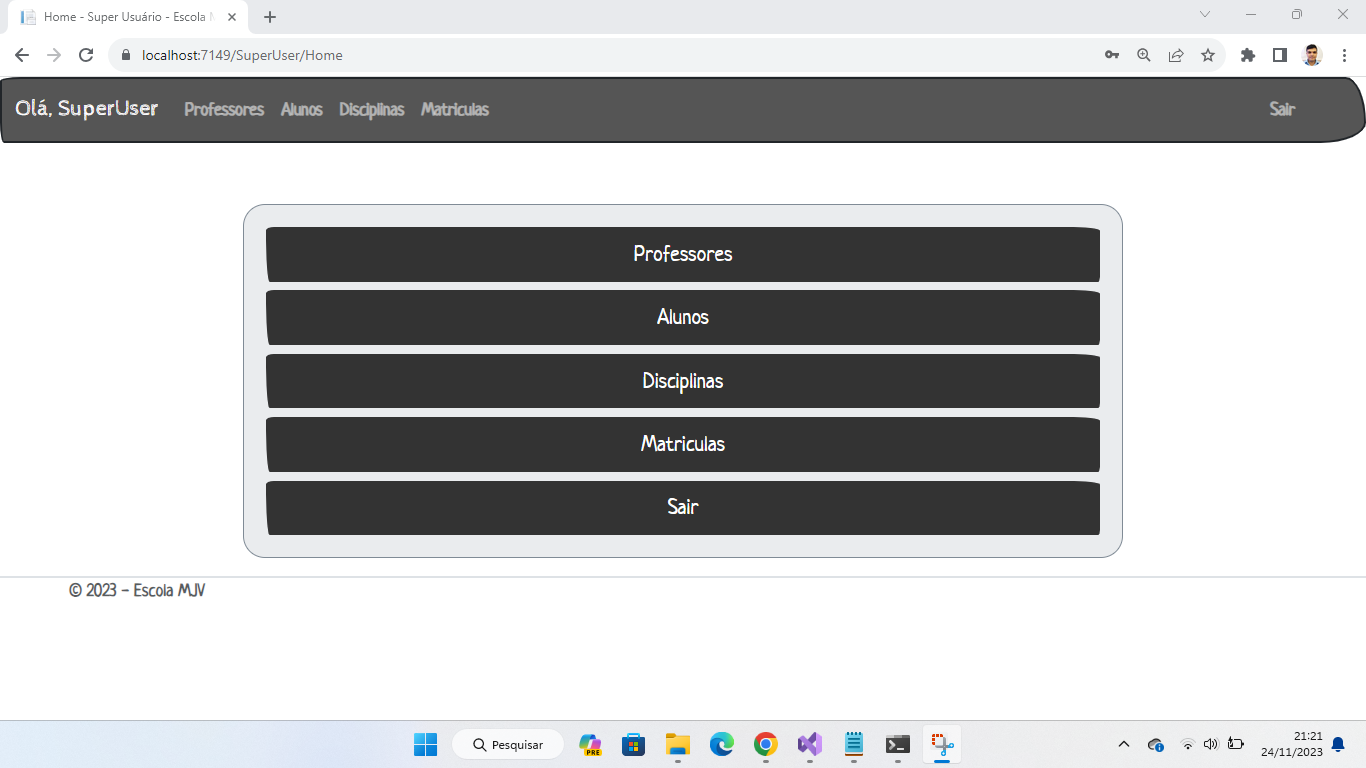 Home - Super Usuário - Escola M
localhost:7149/SuperUser/Home
Olá, SuperUser Professores Alunos Disciplinas Matriculas Sair
Professores
Alunos
Disciplinas
Matriculas
Sair
© 2023 - Escola MJV
Pesquisar
PRE
21:21
24/11/2023